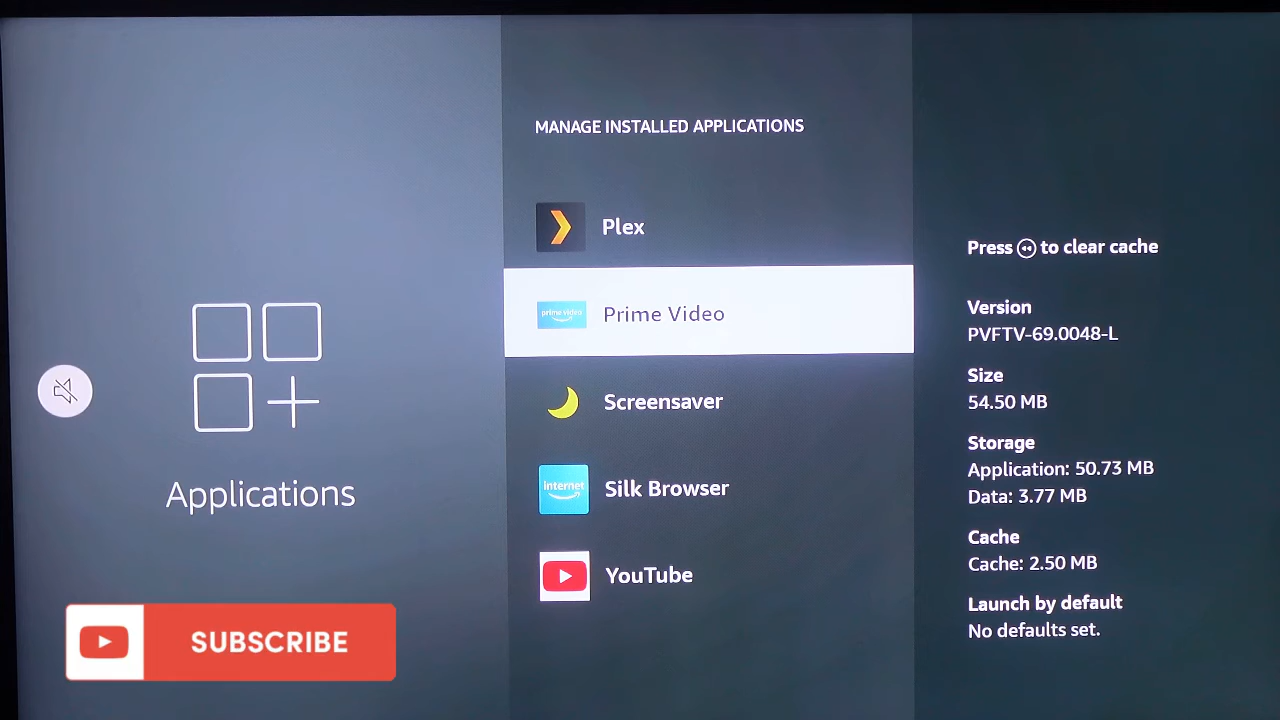 MANAGE INSTALLED APPLICATIONS
Plex
prime video
Prime Video
Screensaver
Internet
Silk Browser
YouTube
Applications
SUBSCRIBE
Press to clear cache
Version
PVFTV-69.0048-L
Size
54.50 MB
Storage
Application: 50.73 MB
Data: 3.77 MB
Cache
Cache: 2.50 MB
Launch by default
No defaults set.